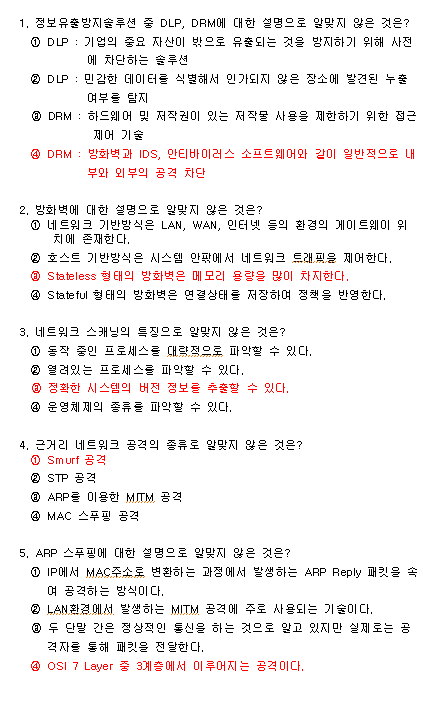 1. 정보유출방지솔루션 중 DLP, DRM에 대한 설명으로 알맞지 않은 것은?
① DLP : 기업의 중요 자산이 밖으로 유출되는 것을 방지하기 위해 사전
에 차단하는 솔루션
② DLP : 민감한 데이터를 식별해서 인가되지 않은 장소에 발견된 누출
여부를 탐지
③ DRM : 하드웨어 및 저작권이 있는 저작물 사용을 제한하기 위한 접근
제어 기술
④ DRM : 방화벽과 IDS, 안티바이러스 소프트웨어와 같이 일반적으로 내
부와 외부의 공격 차단
2. 방화벽에 대한 설명으로 알맞지 않은 것은?
① 네트워크 기반방식은 LAN, WAN, 인터넷 등의 환경의 게이트웨이 위
치에 존재한다.
② 호스트 기반방식은 시스템 안팎에서 네트워크 트래픽을 제어한다.
③ Stateless 형태의 방화벽은 메모리 용량을 많이 차지한다.
④ Stateful 형태의 방화벽은 연결상태를 저장하여 정책을 반영한다.
3. 네트워크 스캐닝의 특징으로 알맞지 않은 것은?
① 동작 중인 프로세스를 대략적으로 파악할 수 있다.
② 열려있는 프로세스를 파악할 수 있다.
③ 정확한 시스템의 버전 정보를 추출할 수 있다.
④ 운영체제의 종류를 파악할 수 있다.
4. 근거리 네트워크 공격의 종류로 알맞지 않은 것은?
① Smurf 공격
② STP 공격
③ ARP를 이용한 MITM 공격
④ MAC 스푸핑 공격
5. ARP 스푸핑에 대한 설명으로 알맞지 않은 것은?
① IP에서 MAC주소로 변환하는 과정에서 발생하는 ARP Reply 패킷을 속
여 공격하는 방식이다.
② LAN환경에서 발생하는 MITM 공격에 주로 사용되는 기술이다.
③ 두 단말 간은 정상적인 통신을 하는 것으로 알고 있지만 실제로는 공
격자를 통해 패킷을 전달한다.
④ OSI 7 Layer 중 3계층에서 이루어지는 공격이다.